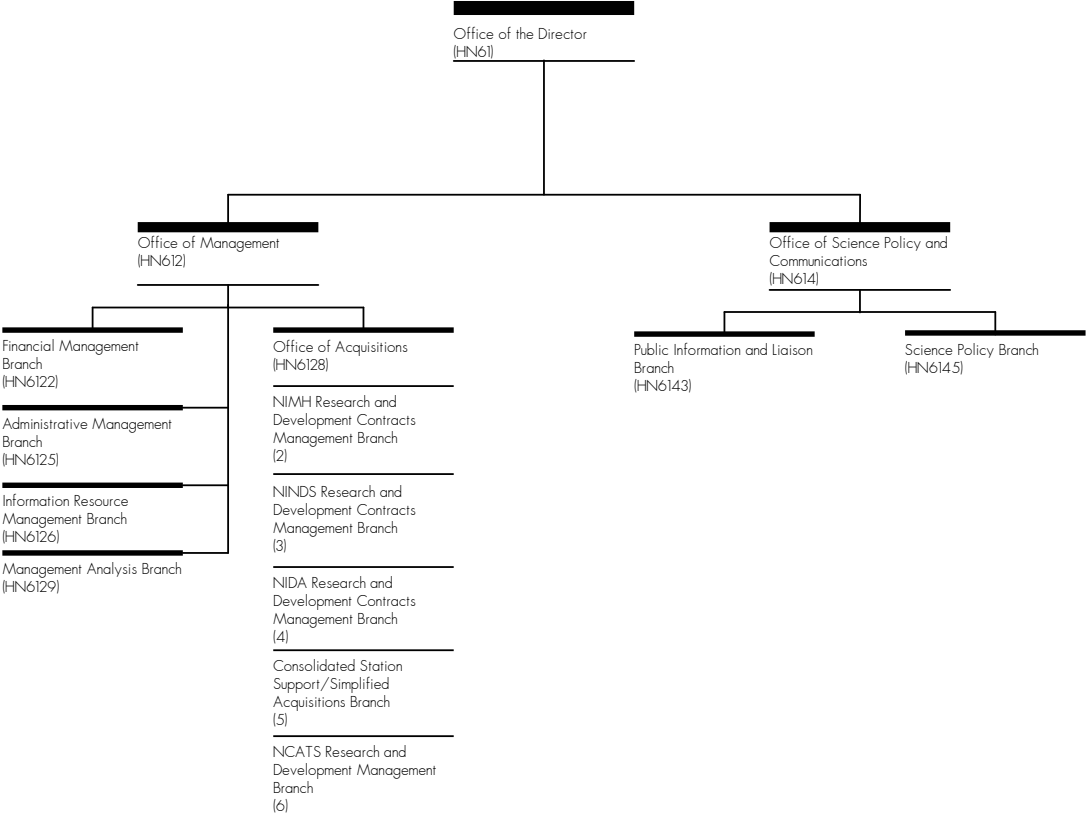 Office of the Director
(HN61)
Office of Management
(HN612)
Office of Science Policy and
Communications
(HN614)
Financial Management
Branch
(HN6122)
Administrative Management
Branch
(HN6125)
Information Resource
Management Branch
(HN6126)
Management Analysis Branch
(HN6129)
Office of Acquisitions
(HN6128)
NIMH Research and
Development Contracts
Management Branch
(2)
NINDS Research and
Development Contracts
Management Branch
(3)
NIDA Research and
Development Contracts
Management Branch
(4)
Consolidated Station
Support/Simplified
Acquisitions Branch
(5)
NCATS Research and
Development Management
Branch
(6)
Public Information and Liaison
Branch
(HN6143)
Science Policy Branch
(HN6145)